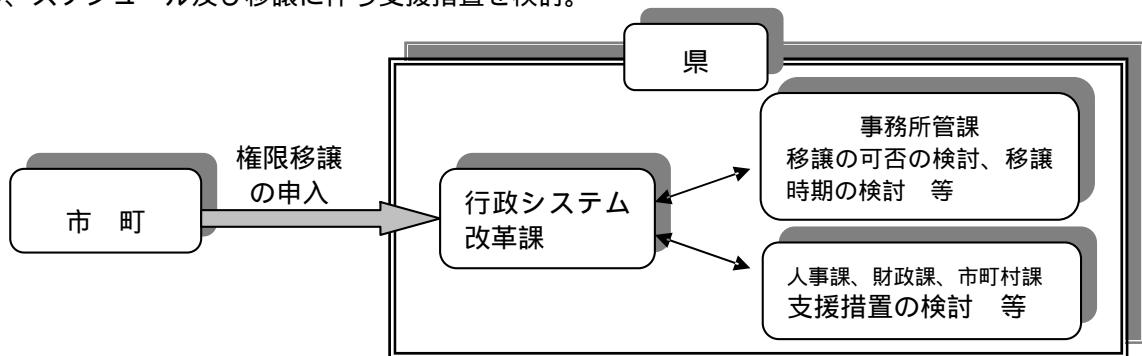 、スケジュール及び移譲に伴う支援措置を検討。
県
事務所管課
移譲の可否の検討、移譲
時期の検討　等
権限移譲
の申入
市　町
行政システム
改革課
人事課、財政課、市町村課
支援措置の検討　等